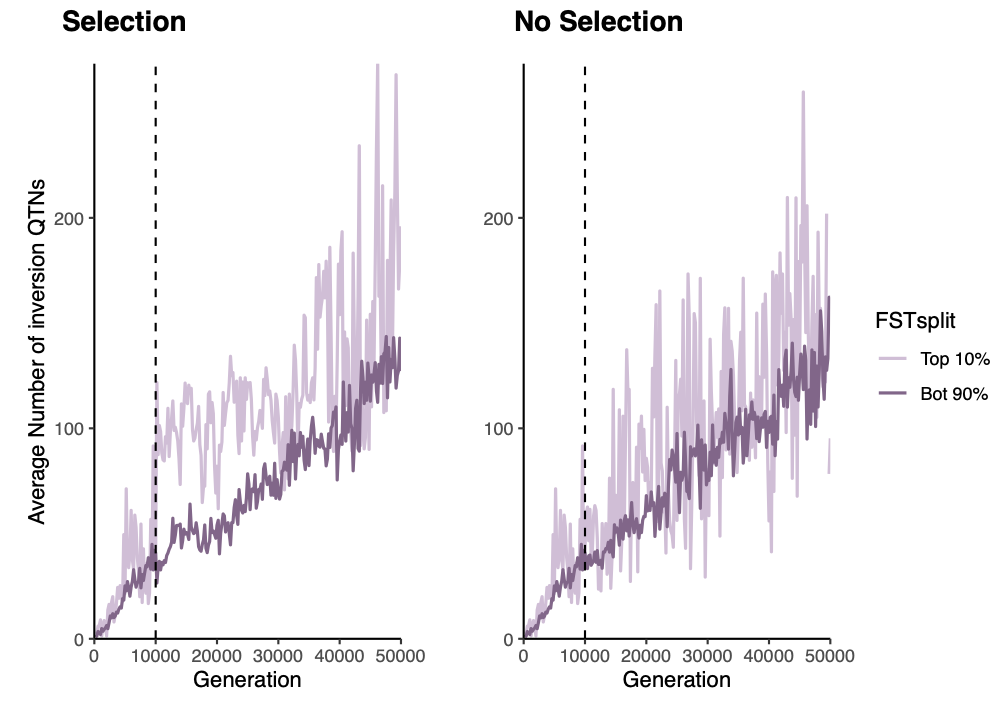 Selection
No Selection
Average Number of inversion QTNs
200
100
0
0 10000 20000 30000 40000 50000
Generation
200
100
0
0 10000 20000 30000 40000 50000
Generation
FSTsplit
Top 10%
Bot 90%